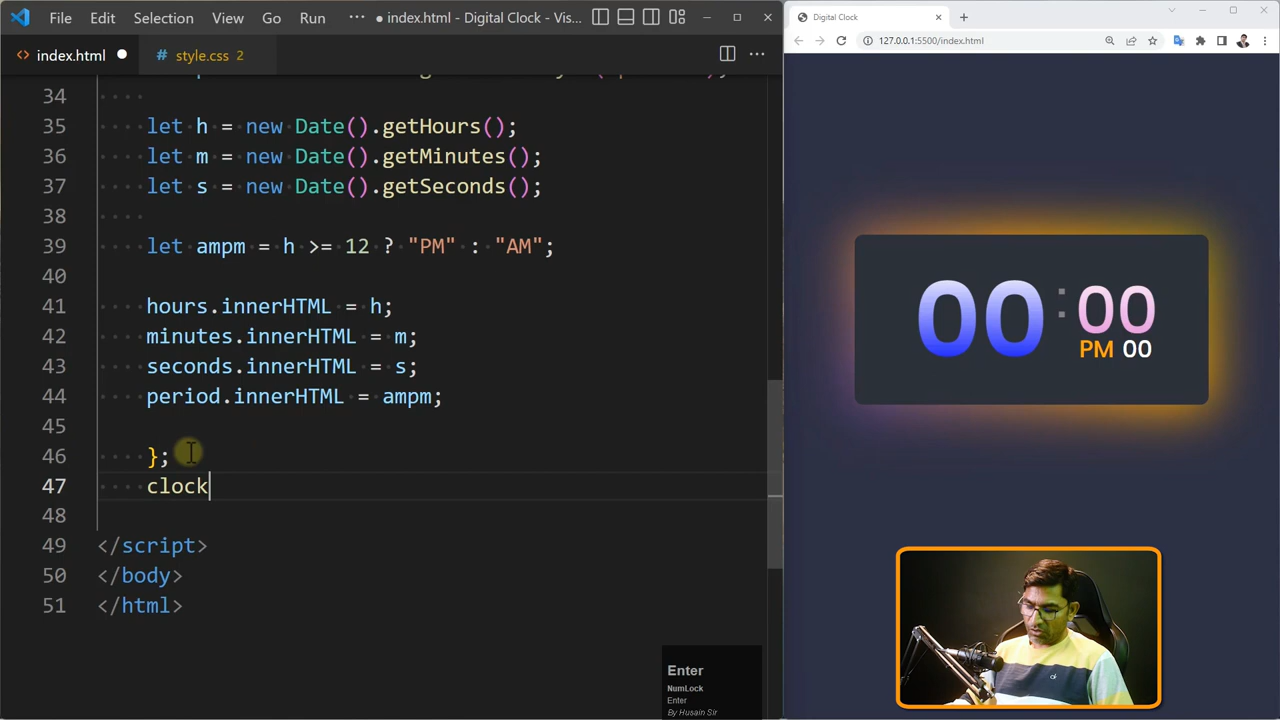 File Edit Selection View Go Run ··· ● index.html - Digital Clock - Vis...
<> index.html ●
# style.css 2 ···
34
35 let h = new Date().getHours();
36 let m = new Date().getMinutes();
37 let s = new Date().getSeconds();
38
39 let ampm = h >= 12 ? "PM" : "AM";
40
41 hours.innerHTML = h;
42 minutes.innerHTML = m;
43 seconds.innerHTML = s;
44 period.innerHTML = ampm;
45
46 };
47 clock
48
49 </script>
50 </body>
51 </html>
Enter
NumLock
Enter
By Husain Sir
Digital Clock
127.0.0.1:5500/index.html
00 : 00
PM 00